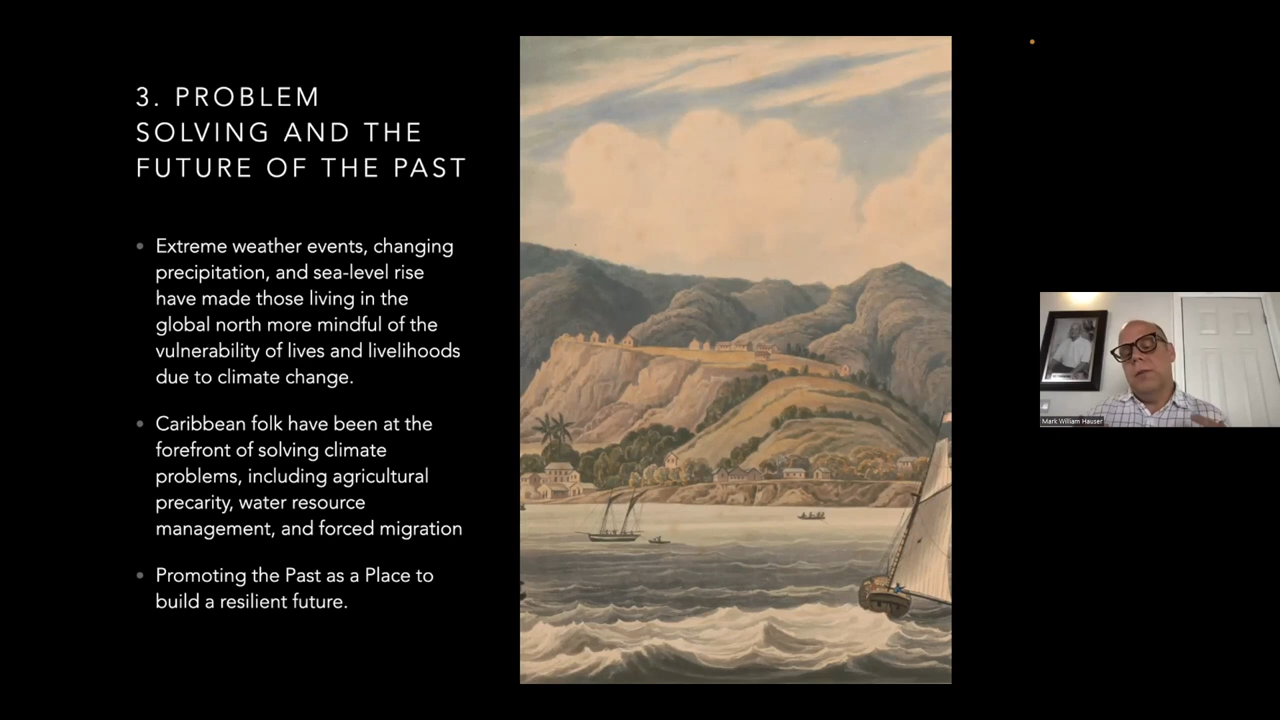 3. PROBLEM
SOLVING AND THE
FUTURE OF THE PAST
• Extreme weather events, changing
precipitation, and sea-level rise
have made those living in the
global north more mindful of the
vulnerability of lives and livelihoods
due to climate change.
• Caribbean folk have been at the
forefront of solving climate
problems, including agricultural
precarity, water resource
management, and forced migration
• Promoting the Past as a Place to
build a resilient future.
Mark William Hauser